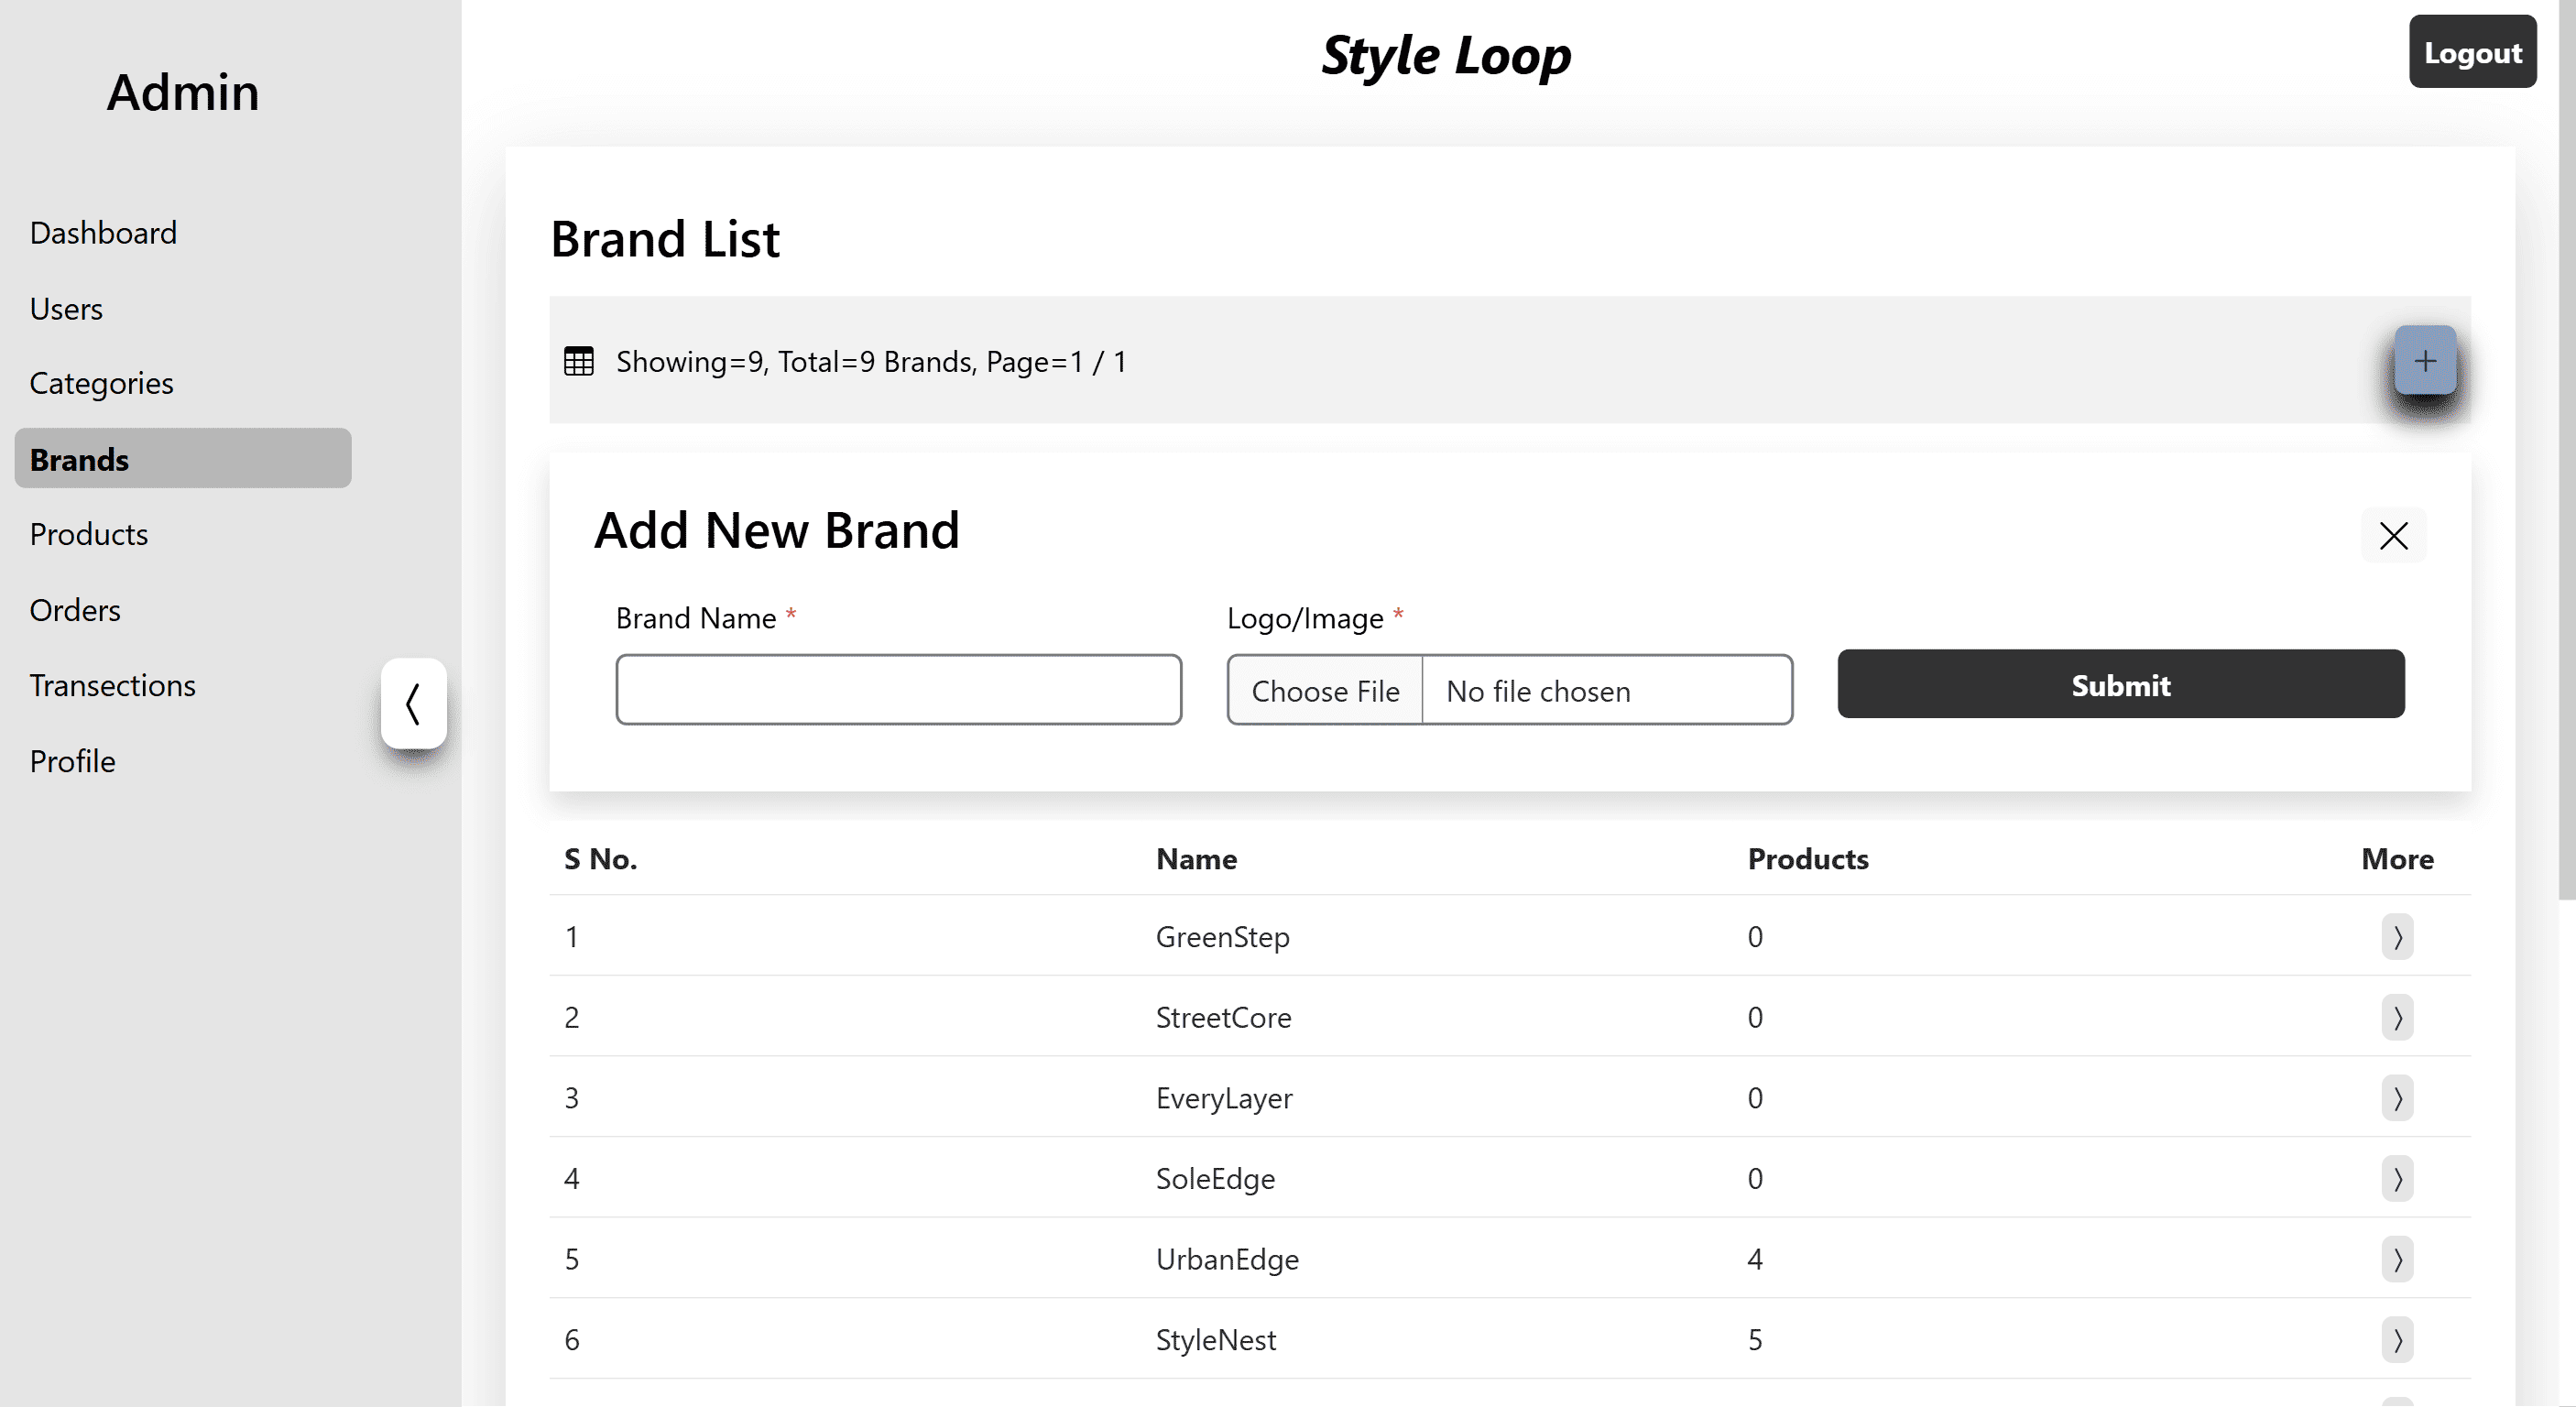 Admin
Dashboard
Users
Categories
Brands
Products
Orders
Transections
Profile
Style Loop
Logout
Brand List
Showing=9, Total=9 Brands, Page=1 / 1
+
Add New Brand
Brand Name *
Logo/Image *
Choose File No file chosen
Submit
S No. Name Products More
1 GreenStep 0
2 StreetCore 0
3 EveryLayer 0
4 SoleEdge 0
5 UrbanEdge 4
6 StyleNest 5